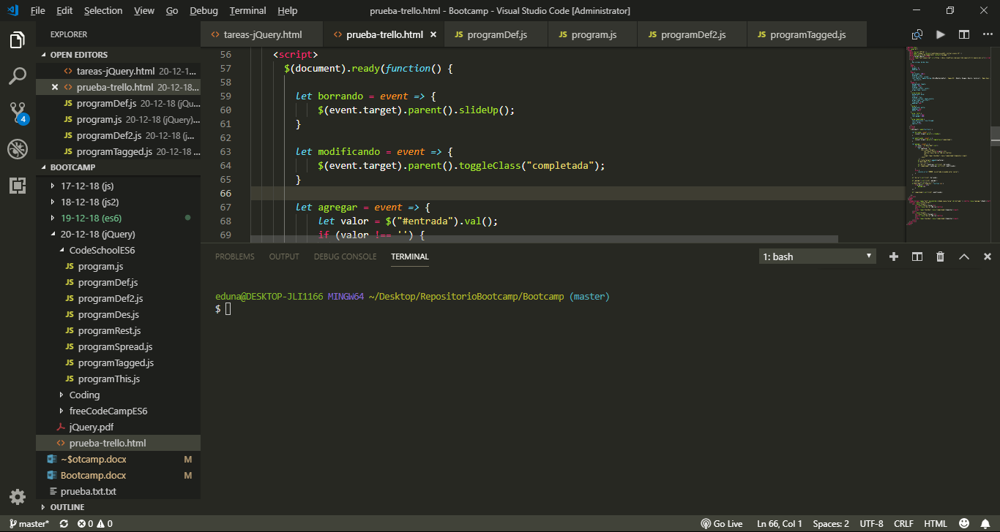 File Edit Selection View Go Debug Terminal Help prueba-trello.html - Bootcamp - Visual Studio Code [Administrator]
EXPLORER
OPEN EDITORS
tareas-jQuery.html 20-12-1...
prueba-trello.html 20-12-18...
JS programDef.js 20-12-18 (jQu...
JS program.js 20-12-18 (jQuery)...
JS programDef2.js 20-12-18 (j...
JS programTagged.js 20-12-18 ...
4
BOOTCAMP
17-12-18 (js)
18-12-18 (js2)
19-12-18 (es6)
20-12-18 (jQuery)
CodeSchoolES6
JS program.js
JS programDef.js
JS programDef2.js
JS programDes.js
JS programRest.js
JS programSpread.js
JS programTagged.js
JS programThis.js
Coding
freeCodeCampES6
jQuery.pdf
prueba-trello.html
~$otcamp.docx M
Bootcamp.docx M
prueba.txt.txt
OUTLINE
tareas-jQuery.html prueba-trello.html JS programDef.js JS program.js JS programDef2.js JS programTagged.js
56 <script>
57 $(document).ready(function() {
58
59 let borrando = event => {
60 $(event.target).parent().slideUp();
61 }
62
63 let modificando = event => {
64 $(event.target).parent().toggleClass("completada");
65 }
66
67 let agregar = event => {
68 let valor = $("#entrada").val();
69 if (valor !== '') {
PROBLEMS OUTPUT DEBUG CONSOLE TERMINAL 1: bash
eduna@DESKTOP-JLI1166 MINGW64 ~/Desktop/RepositorioBootcamp/Bootcamp (master)
$
master* 0 0 Go Live Ln 66, Col 1 Spaces: 2 UTF-8 CRLF HTML